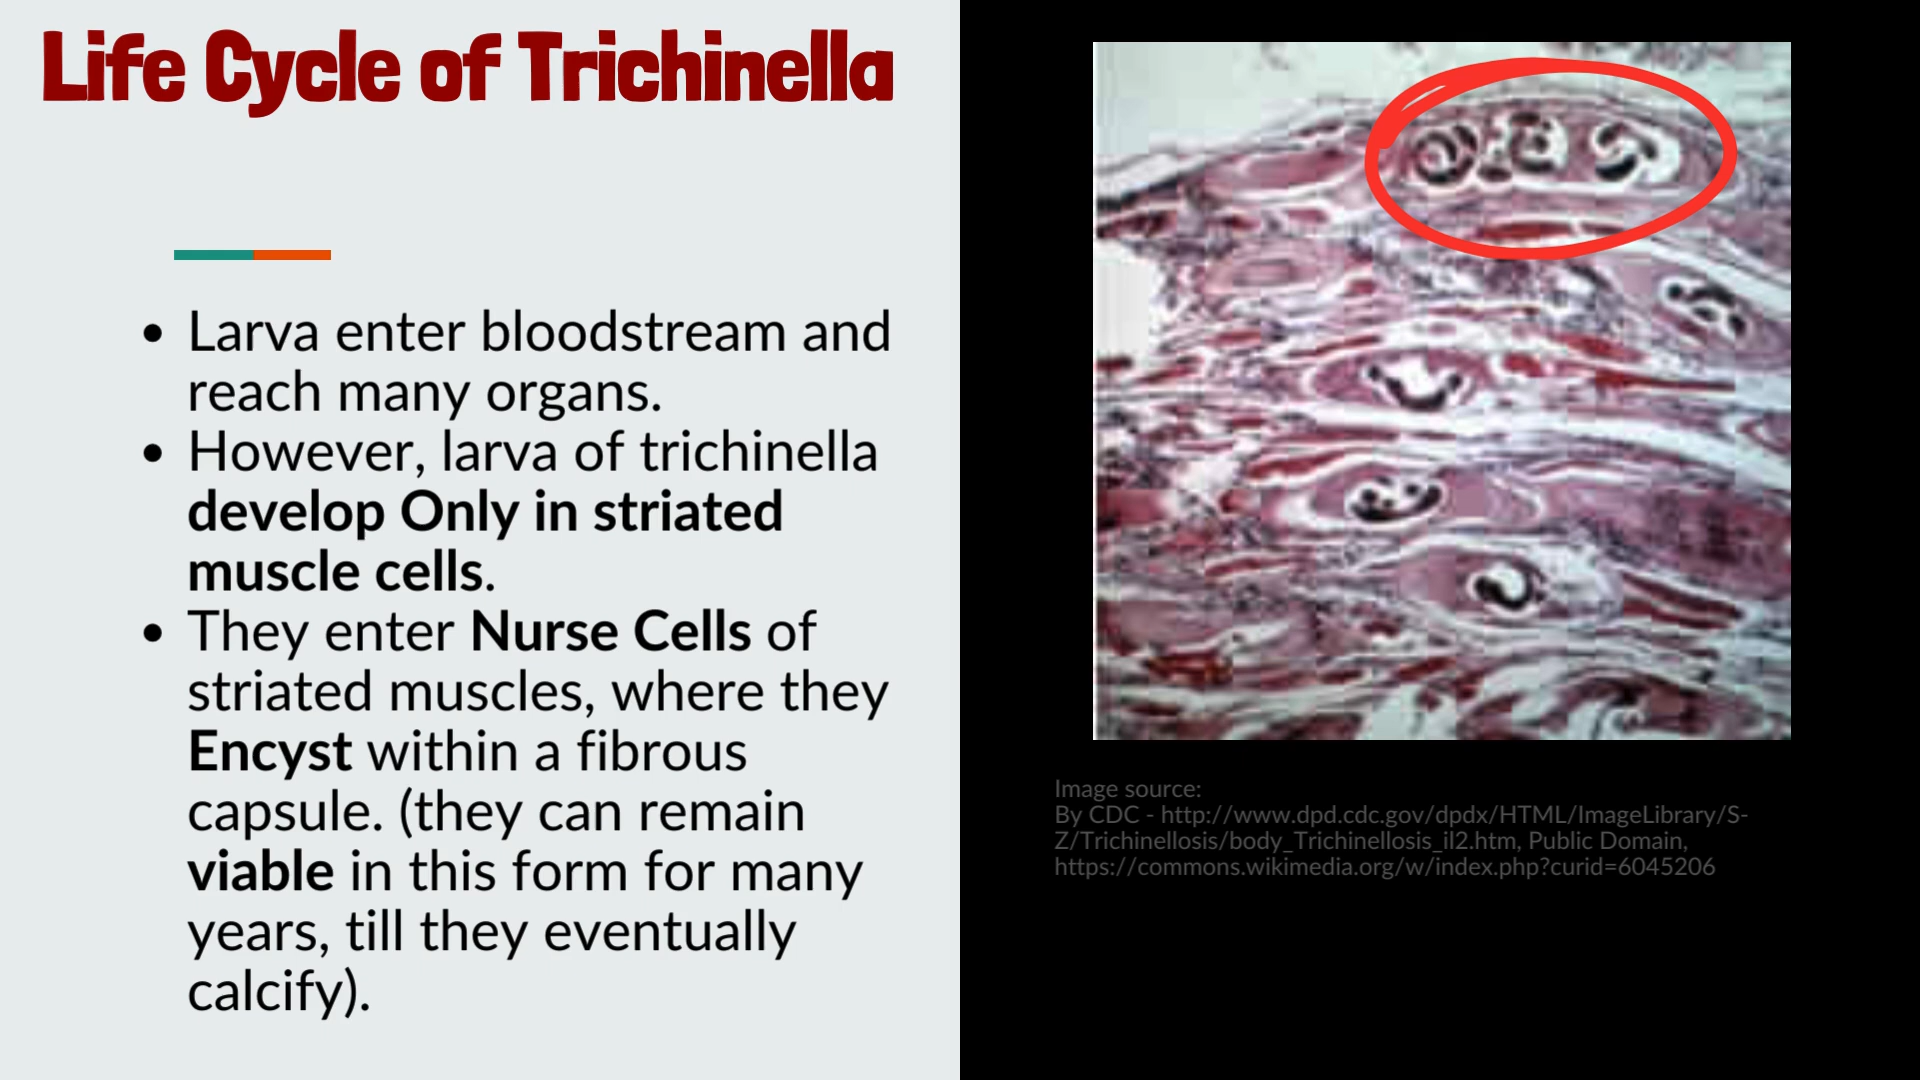 Life Cycle of Trichinella
Larva enter bloodstream and
reach many organs.
However, larva of trichinella
develop Only in striated
muscle cells.
They enter Nurse Cells of
striated muscles, where they
Encyst within a fibrous
capsule. (they can remain
viable in this form for many
years, till they eventually
calcify).
Image source:
By CDC - http://www.dpd.cdc.gov/dpdx/HTML/ImageLibrary/S-
Z/Trichinellosis/body_Trichinellosis_il2.htm, Public Domain,
https://commons.wikimedia.org/w/index.php?curid=6045206